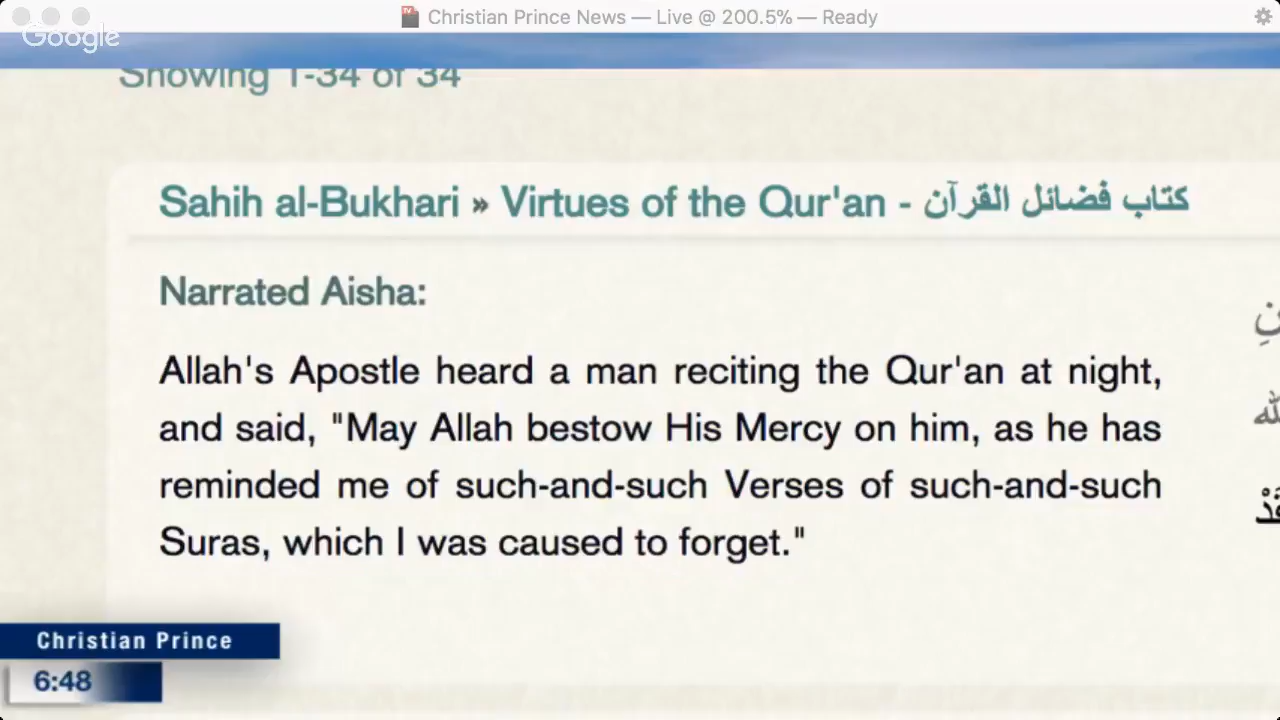 Christian Prince News — Live @ 200.5% — Ready
Google
Showing 1-34 of 34
Sahih al-Bukhari » Virtues of the Qur'an - كتاب فضائل القرآن
Narrated Aisha:
Allah's Apostle heard a man reciting the Qur'an at night,
and said, "May Allah bestow His Mercy on him, as he has
reminded me of such-and-such Verses of such-and-such
Suras, which I was caused to forget."
Christian Prince
6:48